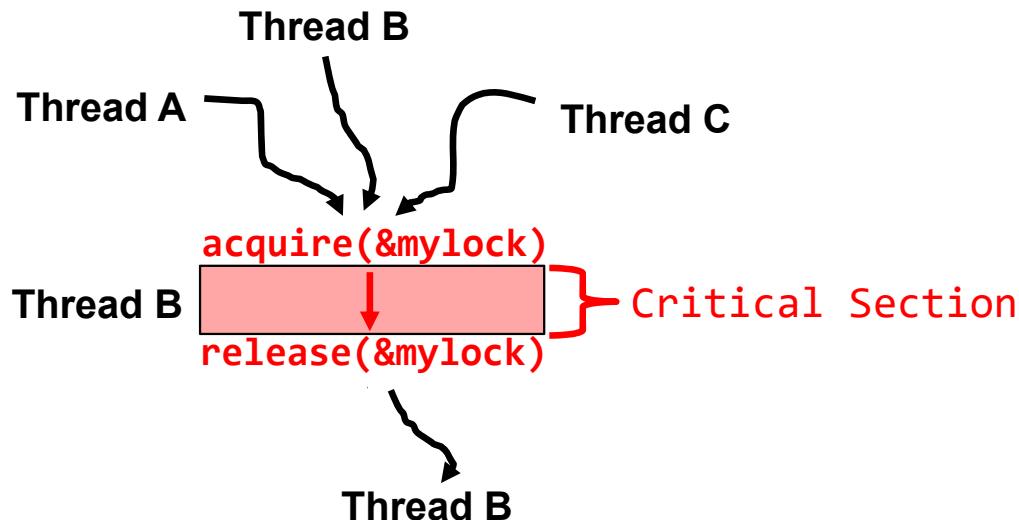 Thread B
Thread A
Thread C
acquire(&mylock)
Thread B
Critical Section
release(&mylock)
Thread B